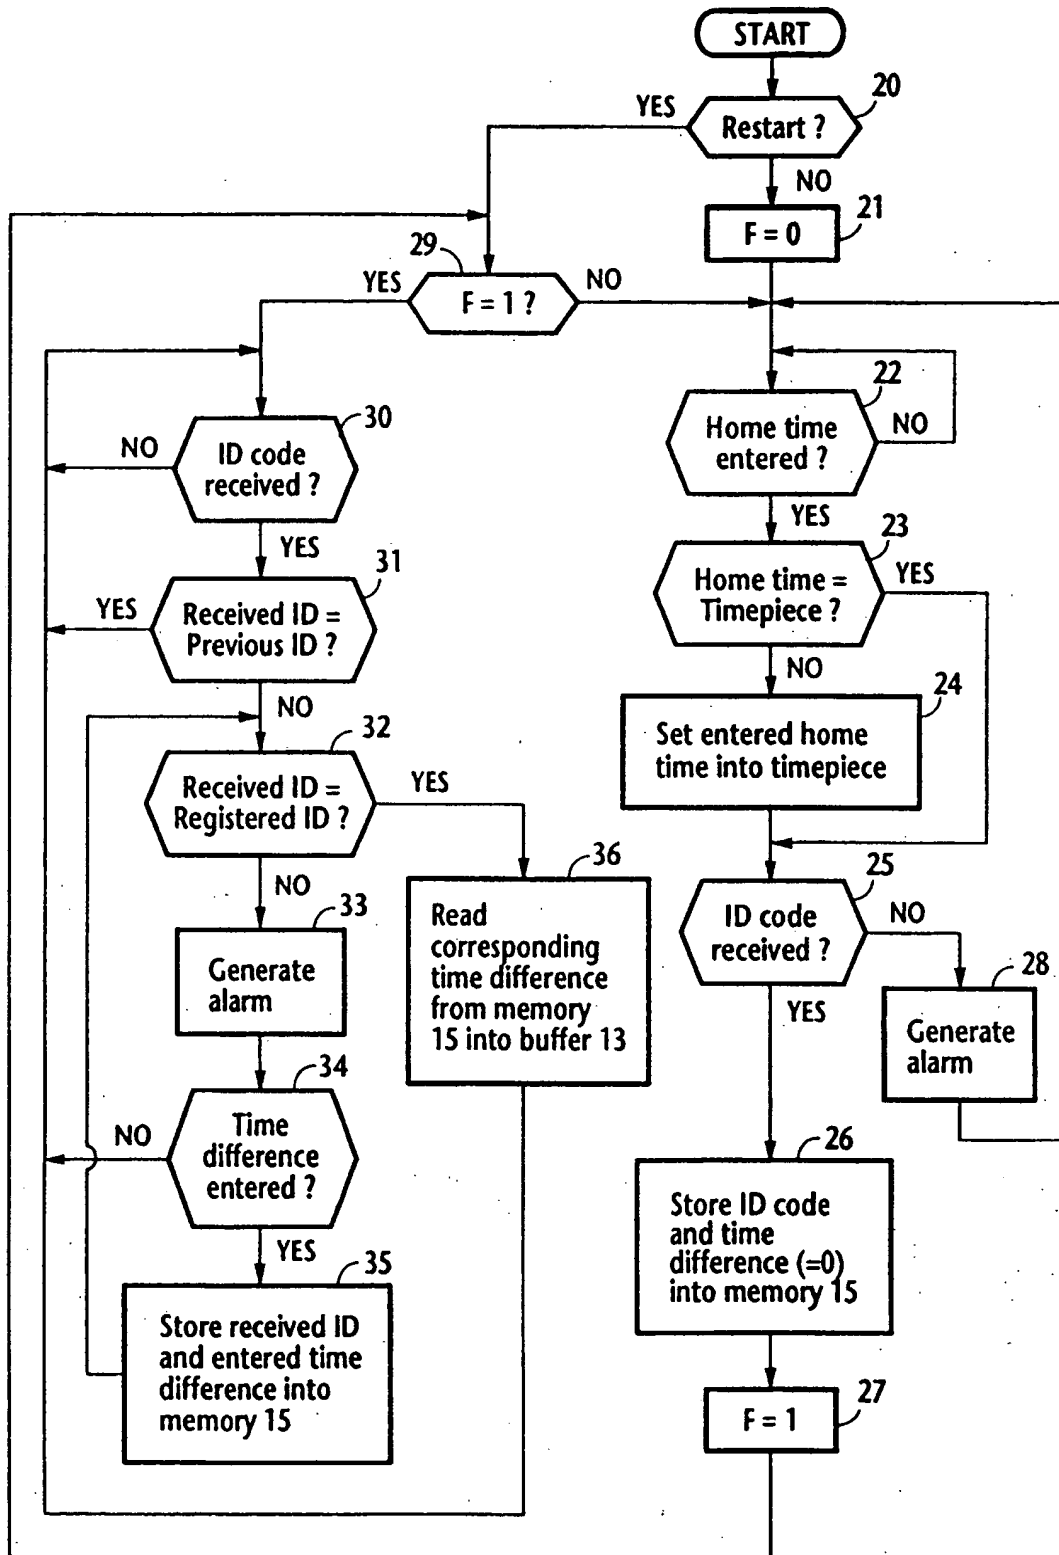 START
20
YES
Restart ?
NO
21
F = 0
29
YES
F = 1 ?
NO
22
Home time
entered ?
NO
YES
30
NO
ID code
received ?
YES
23
Home time =
Timepiece ?
YES
NO
31
YES
Received ID =
Previous ID ?
NO
24
Set entered home
time into timepiece
32
Received ID =
Registered ID ?
YES
NO
25
ID code
received ?
NO
YES
36
Read
corresponding
time difference
from memory
15 into buffer 13
33
Generate
alarm
28
Generate
alarm
34
NO
Time
difference
entered ?
YES
26
Store ID code
and time
difference (=0)
into memory 15
35
Store received ID
and entered time
difference into
memory 15
27
F = 1